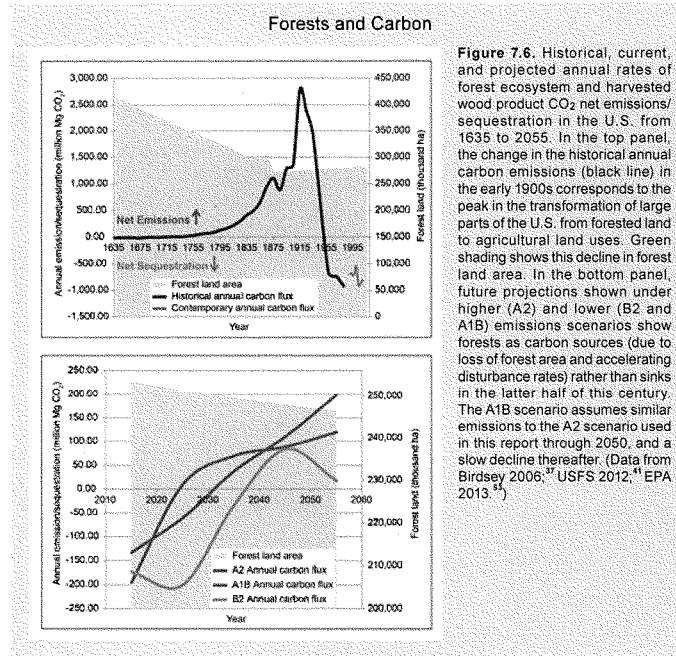 Forests and Carbon
3,000.00
2,500.00
2,000.00
1,500.00
1,000.00
500.00
0.00
-500.00
-1,000.00
-1,500.00
Annual emission/sequestration (million Mg CO2)
450,000
400,000
350,000
300,000
250,000
200,000
150,000
100,000
50,000
0
Forest land (thousand ha)
Net Emissions
1635 1675 1715 1755 1795 1835 1875 1915 1955 1995
Net Sequestration
Forest land area
Historical annual carbon flux
Contemporary annual carbon flux
Year
250.00
200.00
150.00
100.00
50.00
0.00
-50.00
-100.00
-150.00
-200.00
-250.00
Annual emission/sequestration (million Mg CO2)
250,000
240,000
230,000
220,000
210,000
200,000
Forest land (thousand ha)
2010 2020 2030 2040 2050 2060
Forest land area
A2 Annual carbon flux
A1B Annual carbon flux
B2 Annual carbon flux
Year
Figure 7.6. Historical, current,
and projected annual rates of
forest ecosystem and harvested
wood product CO2 net emissions/
sequestration in the U.S. from
1635 to 2055. In the top panel,
the change in the historical annual
carbon emissions (black line) in
the early 1900s corresponds to the
peak in the transformation of large
parts of the U.S. from forested land
to agricultural land uses. Green
shading shows this decline in forest
land area. In the bottom panel,
future projections shown under
higher (A2) and lower (B2 and
A1B) emissions scenarios show
forests as carbon sources (due to
loss of forest area and accelerating
disturbance rates) rather than sinks
in the latter half of this century.
The A1B scenario assumes similar
emissions to the A2 scenario used
in this report through 2050, and a
slow decline thereafter. (Data from
Birdsey 2006;37 USFS 2012;41 EPA
2013.53)